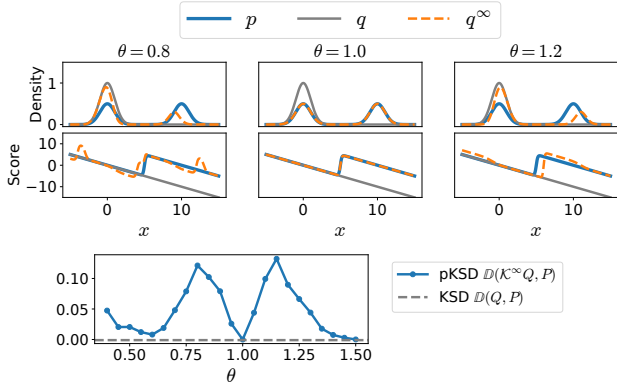 p q q^∞
θ = 0.8 θ = 1.0 θ = 1.2
Density
1
0
Score
10
0
−10
0 10 0 10 0 10
x x x
0.10
0.05
0.00
0.50 0.75 1.00 1.25 1.50
θ
pKSD 𝔻(𝒦^∞Q, P)
KSD 𝔻(Q, P)